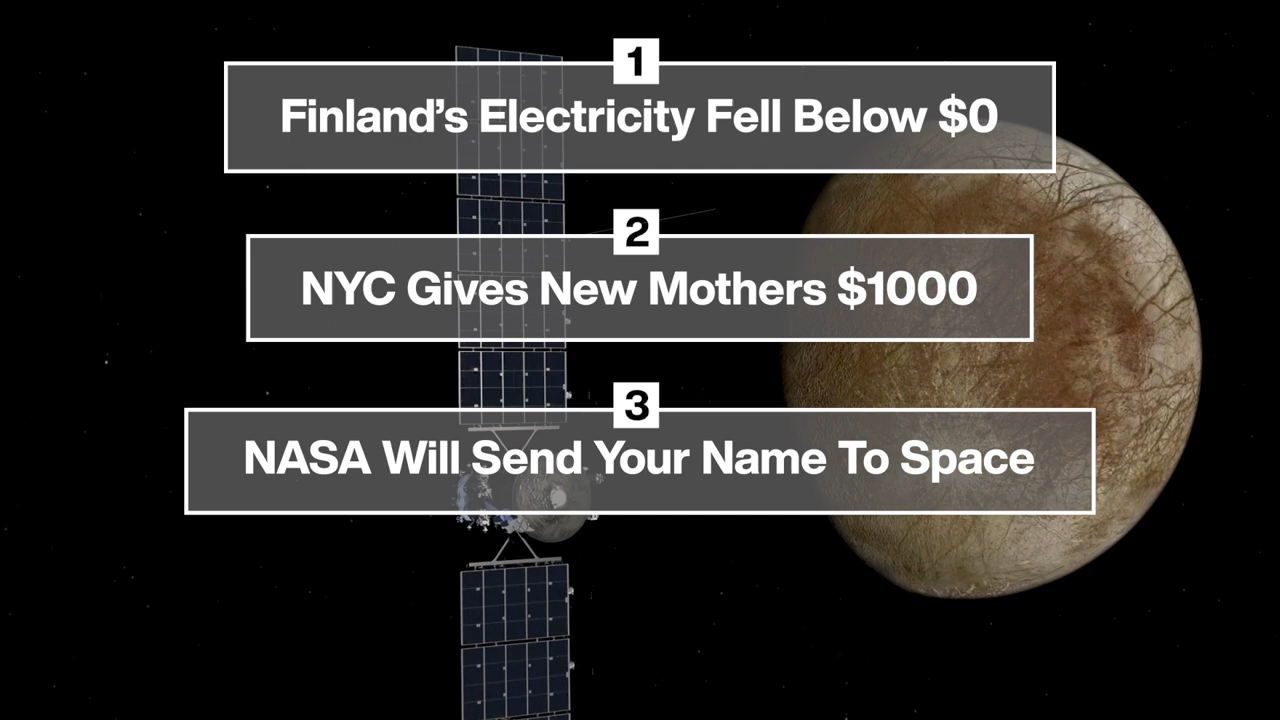 1
Finland’s Electricity Fell Below $0
2
NYC Gives New Mothers $1000
3
NASA Will Send Your Name To Space